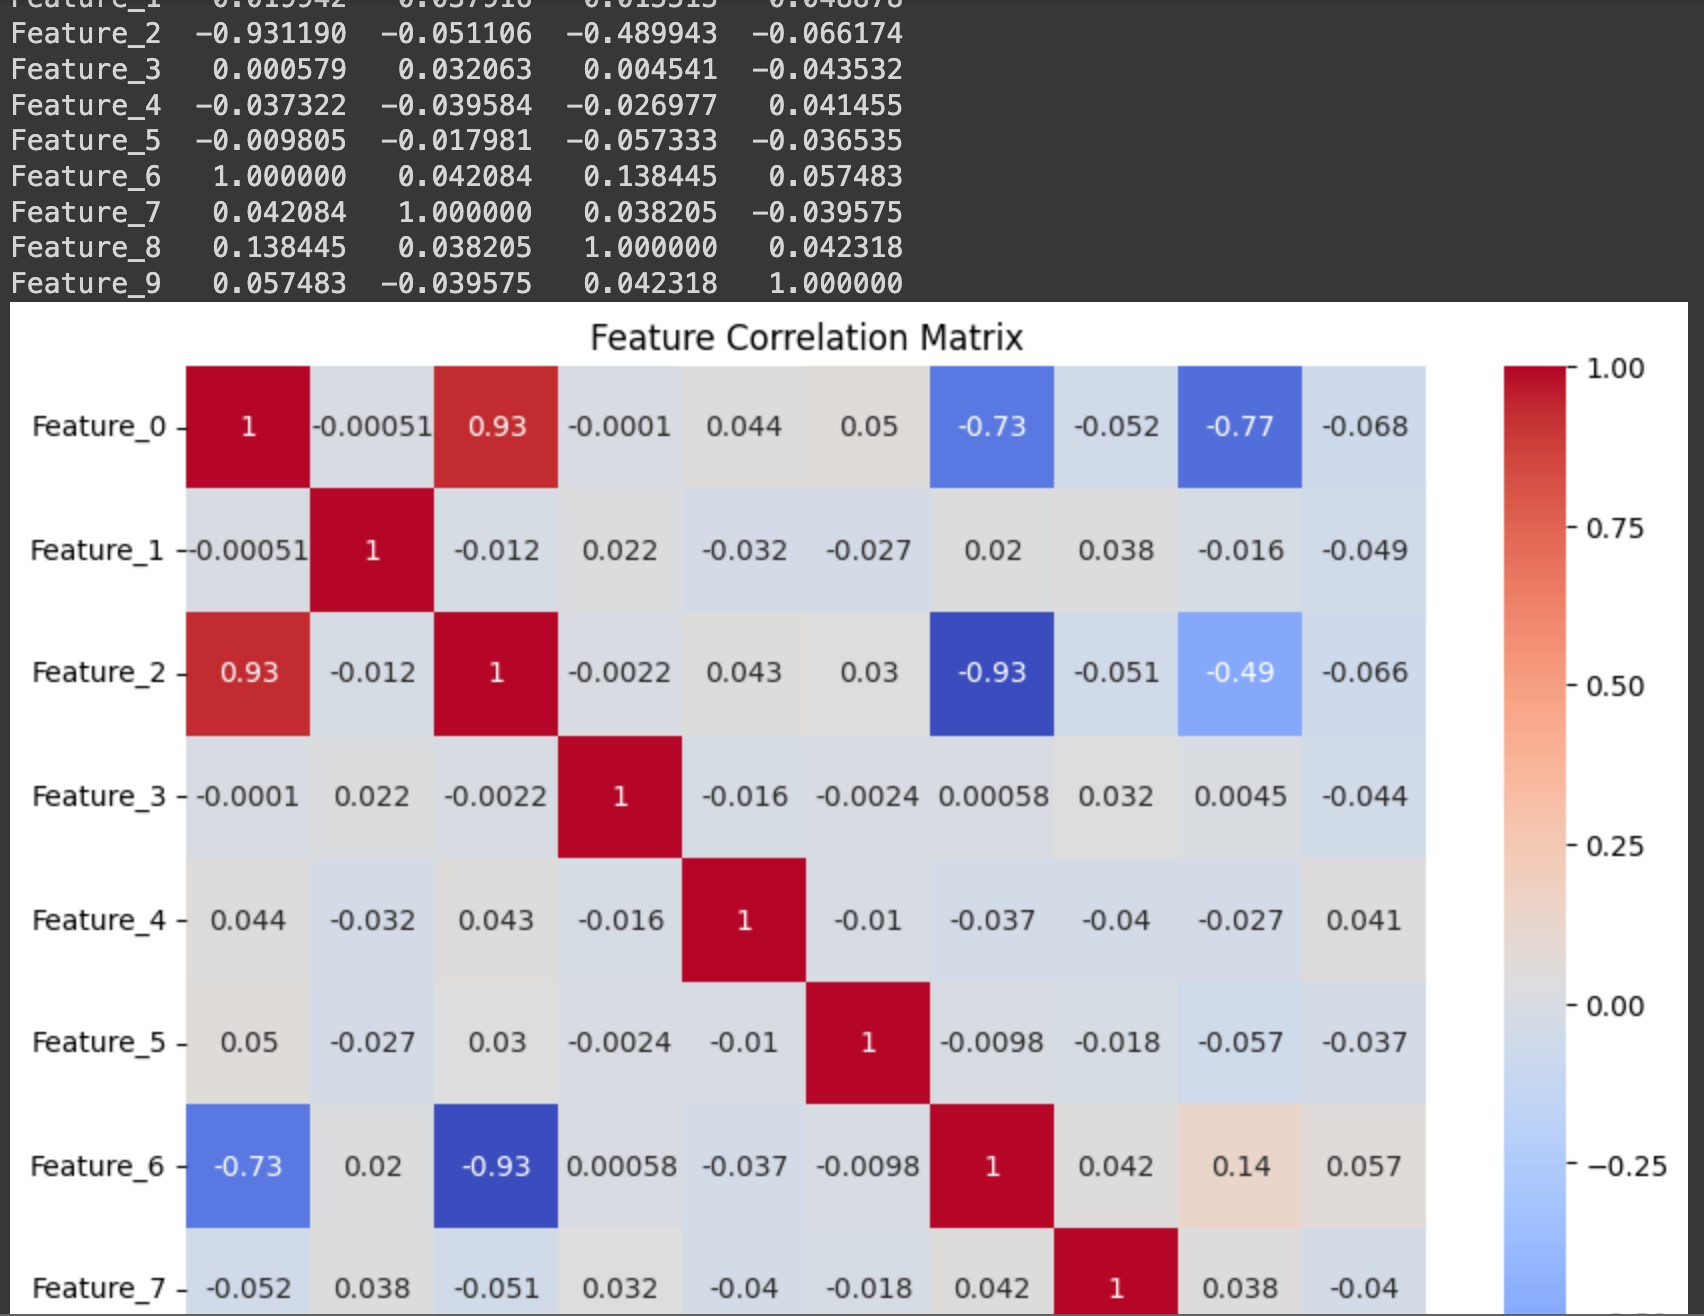 Feature_1 0.019942 0.037916 0.015513 0.048878
Feature_2 −0.931190 −0.051106 −0.489943 −0.066174
Feature_3 0.000579 0.032063 0.004541 −0.043532
Feature_4 −0.037322 −0.039584 −0.026977 0.041455
Feature_5 −0.009805 −0.017981 −0.057333 −0.036535
Feature_6 1.000000 0.042084 0.138445 0.057483
Feature_7 0.042084 1.000000 0.038205 −0.039575
Feature_8 0.138445 0.038205 1.000000 0.042318
Feature_9 0.057483 −0.039575 0.042318 1.000000
Feature Correlation Matrix
Feature_0 1 -0.00051 0.93 -0.0001 0.044 0.05 -0.73 -0.052 -0.77 -0.068
Feature_1 -0.00051 1 -0.012 0.022 -0.032 -0.027 0.02 0.038 -0.016 -0.049
Feature_2 0.93 -0.012 1 -0.0022 0.043 0.03 -0.93 -0.051 -0.49 -0.066
Feature_3 -0.0001 0.022 -0.0022 1 -0.016 -0.0024 0.00058 0.032 0.0045 -0.044
Feature_4 0.044 -0.032 0.043 -0.016 1 -0.01 -0.037 -0.04 -0.027 0.041
Feature_5 0.05 -0.027 0.03 -0.0024 -0.01 1 -0.0098 -0.018 -0.057 -0.037
Feature_6 -0.73 0.02 -0.93 0.00058 -0.037 -0.0098 1 0.042 0.14 0.057
Feature_7 -0.052 0.038 -0.051 0.032 -0.04 -0.018 0.042 1 0.038 -0.04
1.00
0.75
0.50
0.25
0.00
−0.25